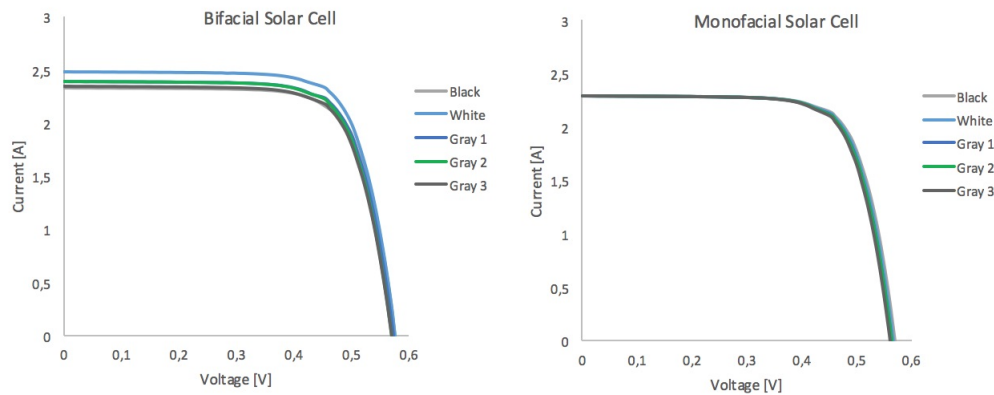 Bifacial Solar Cell
3
2,5
2
1,5
1
0,5
0
0 0,1 0,2 0,3 0,4 0,5 0,6
Current [A]
Voltage [V]
Black
White
Gray 1
Gray 2
Gray 3
Monofacial Solar Cell
3
2,5
2
1,5
1
0,5
0
0 0,1 0,2 0,3 0,4 0,5 0,6
Current [A]
Voltage [V]
Black
White
Gray 1
Gray 2
Gray 3